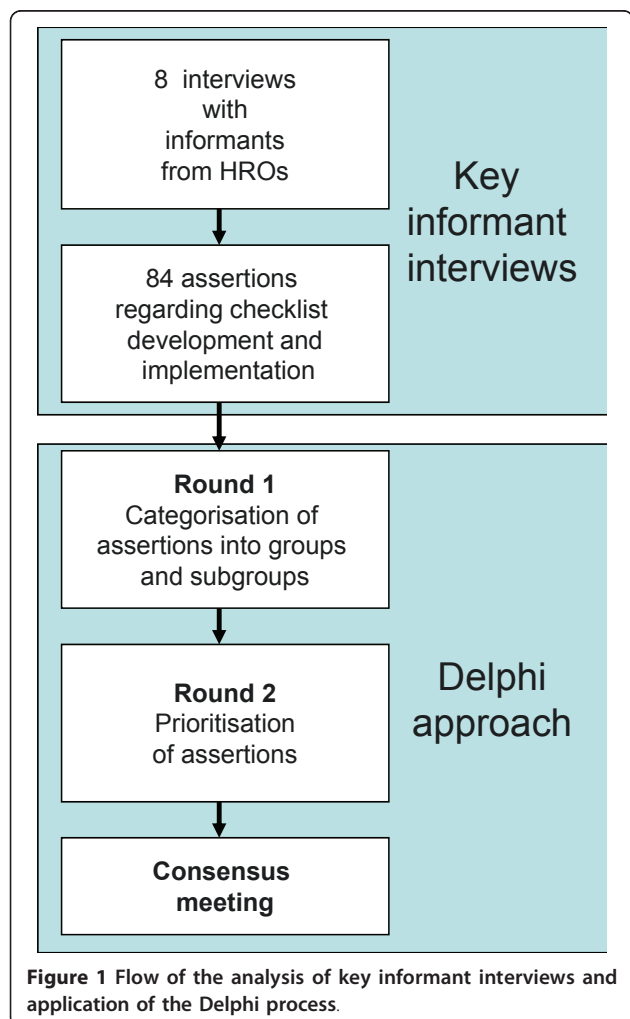 8 interviews
with
informants
from HROs
Key
informant
interviews
84 assertions
regarding checklist
development and
implementation
Round 1
Categorisation of
assertions into groups
and subgroups
Delphi
approach
Round 2
Prioritisation
of assertions
Consensus
meeting
Figure 1 Flow of the analysis of key informant interviews and
application of the Delphi process.